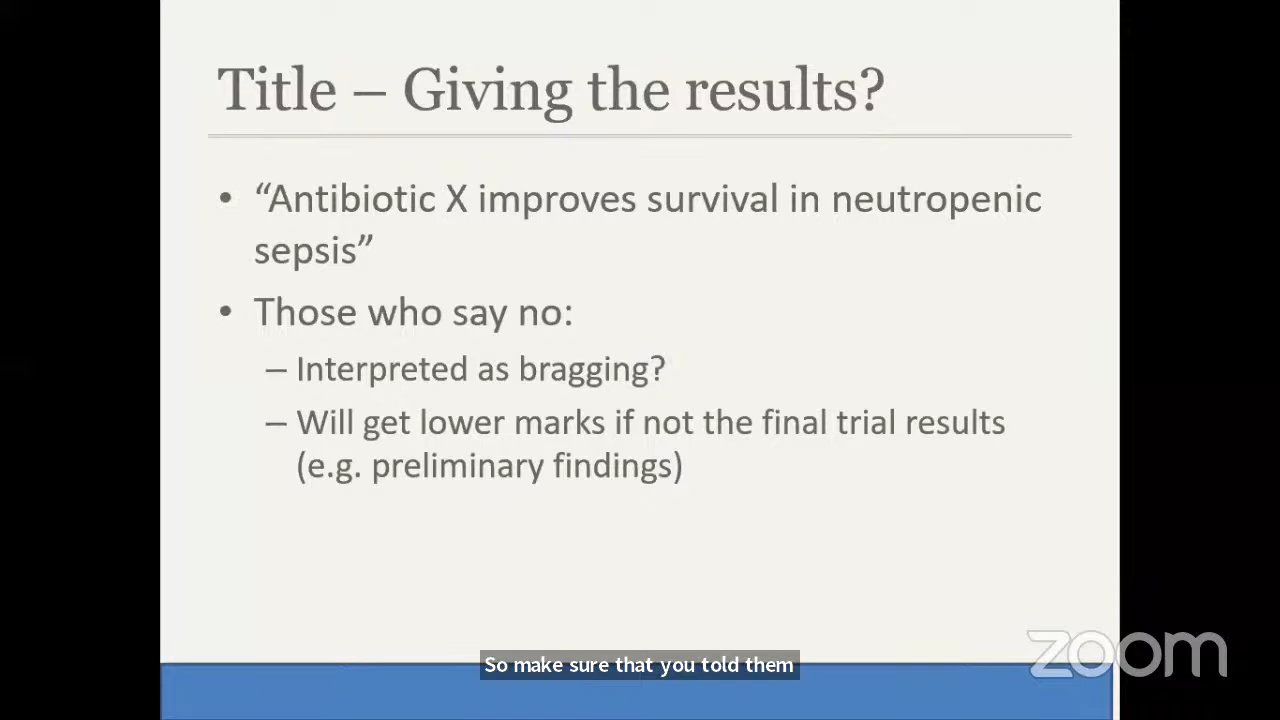 Title – Giving the results?
• “Antibiotic X improves survival in neutropenic
sepsis”
• Those who say no:
– Interpreted as bragging?
– Will get lower marks if not the final trial results
(e.g. preliminary findings)
zoom
So make sure that you told them